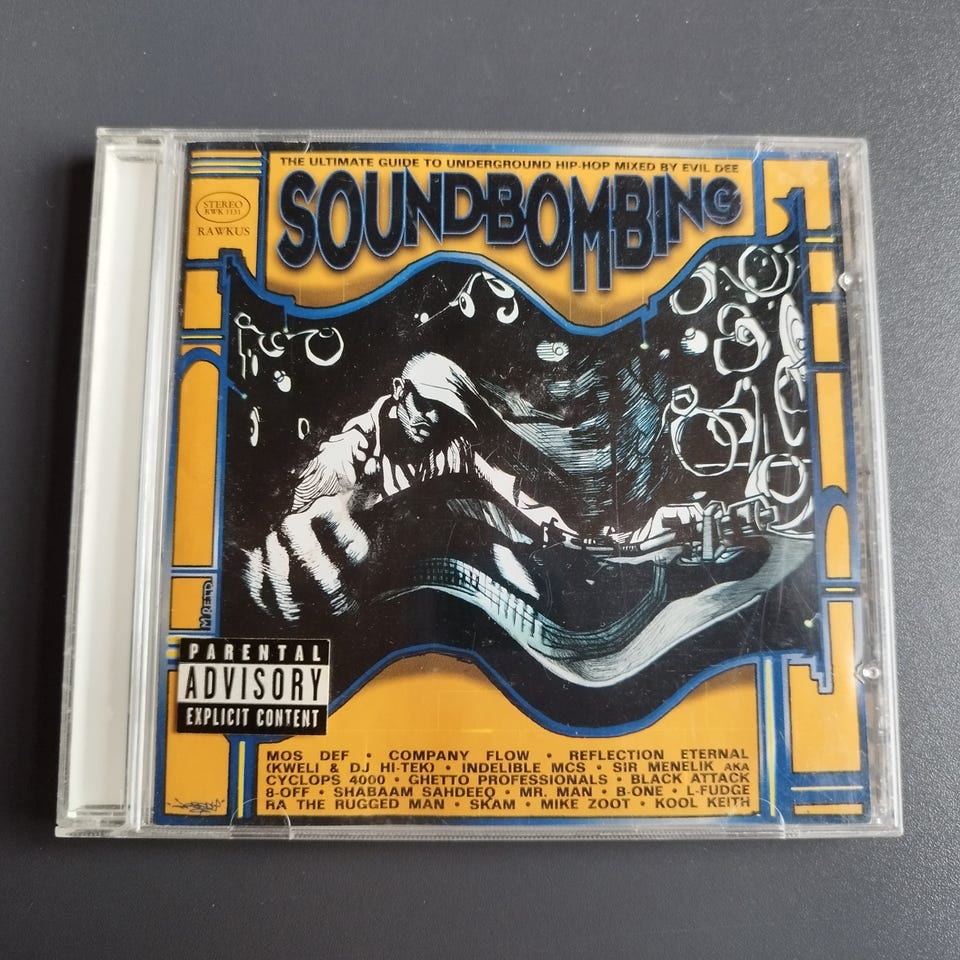 THE ULTIMATE GUIDE TO UNDERGROUND HIP-HOP MIXED BY EVIL DEE
SOUNDBOMBING
STEREO
RWK 1131
RAWKUS
PARENTAL
ADVISORY
EXPLICIT CONTENT
MOS DEF • COMPANY FLOW • REFLECTION ETERNAL
(KWELI & DJ HI-TEK) • INDELIBLE MCS • SIR MENELIK AKA
CYCLOPS 4000 • GHETTO PROFESSIONALS • BLACK ATTACK
8-OFF • SHABAAM SAHDEEQ • MR. MAN • B-ONE • L-FUDGE
RA THE RUGGED MAN • SKAM • MIKE ZOOT • KOOL KEITH